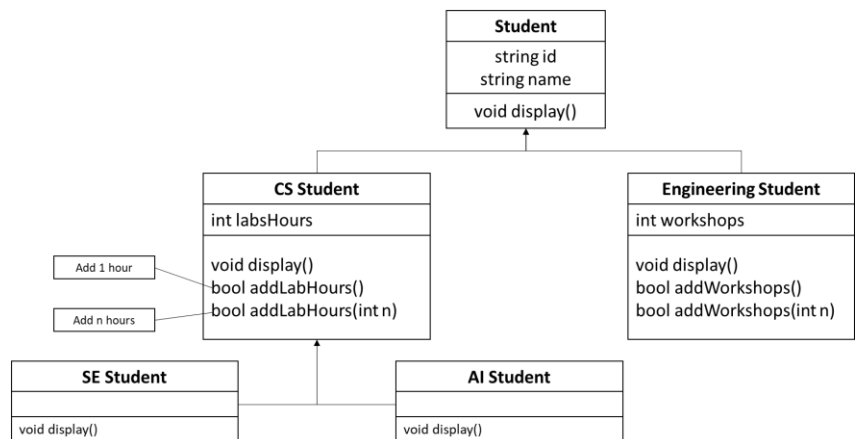 Student
string id
string name
void display()
CS Student
int labsHours
void display()
bool addLabHours()
bool addLabHours(int n)
Engineering Student
int workshops
void display()
bool addWorkshops()
bool addWorkshops(int n)
Add 1 hour
Add n hours
SE Student
void display()
AI Student
void display()